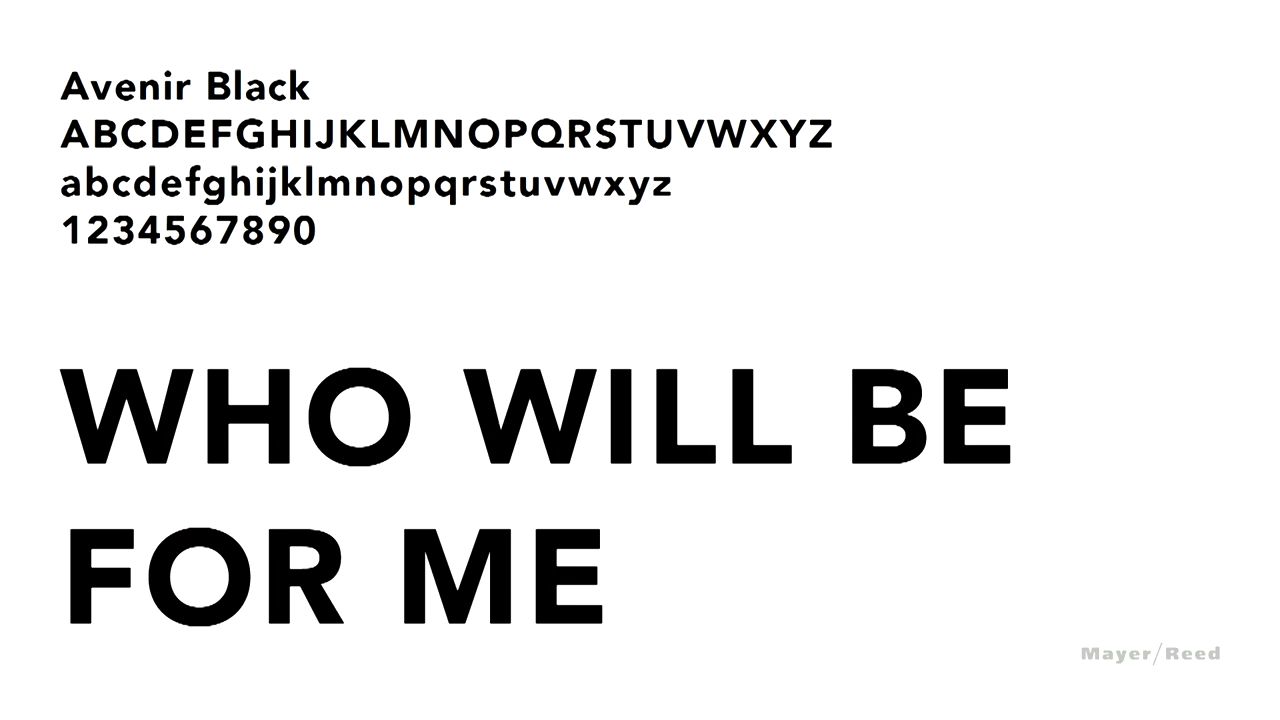 Avenir Black
ABCDEFGHIJKLMNOPQRSTUVWXYZ
abcdefghijklmnopqrstuvwxyz
1234567890
WHO WILL BE
FOR ME
Mayer/Reed